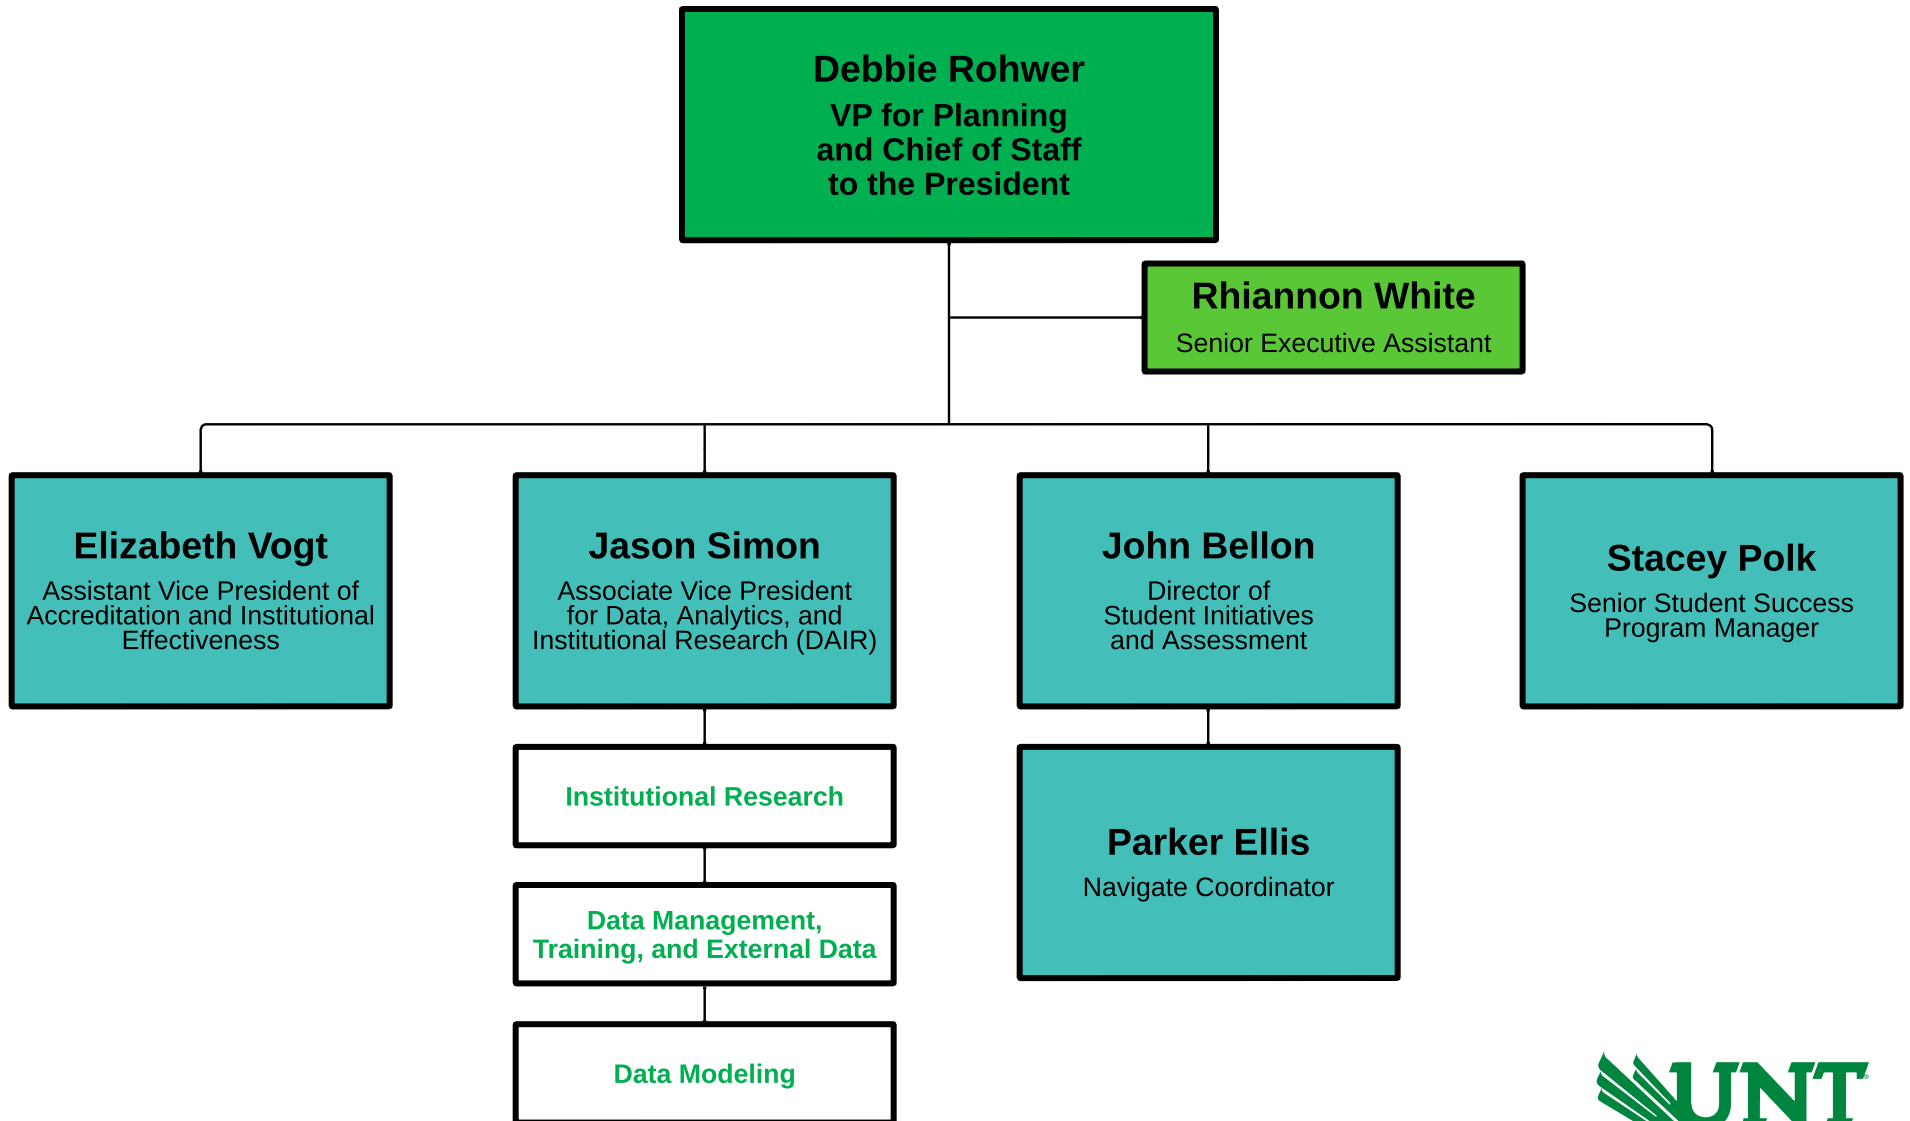 Debbie Rohwer
VP for Planning
and Chief of Staff
to the President
Rhiannon White
Senior Executive Assistant
Elizabeth Vogt
Assistant Vice President of
Accreditation and Institutional
Effectiveness
Jason Simon
Associate Vice President
for Data, Analytics, and
Institutional Research (DAIR)
John Bellon
Director of
Student Initiatives
and Assessment
Stacey Polk
Senior Student Success
Program Manager
Institutional Research
Data Management,
Training, and External Data
Data Modeling
Parker Ellis
Navigate Coordinator
UNT®